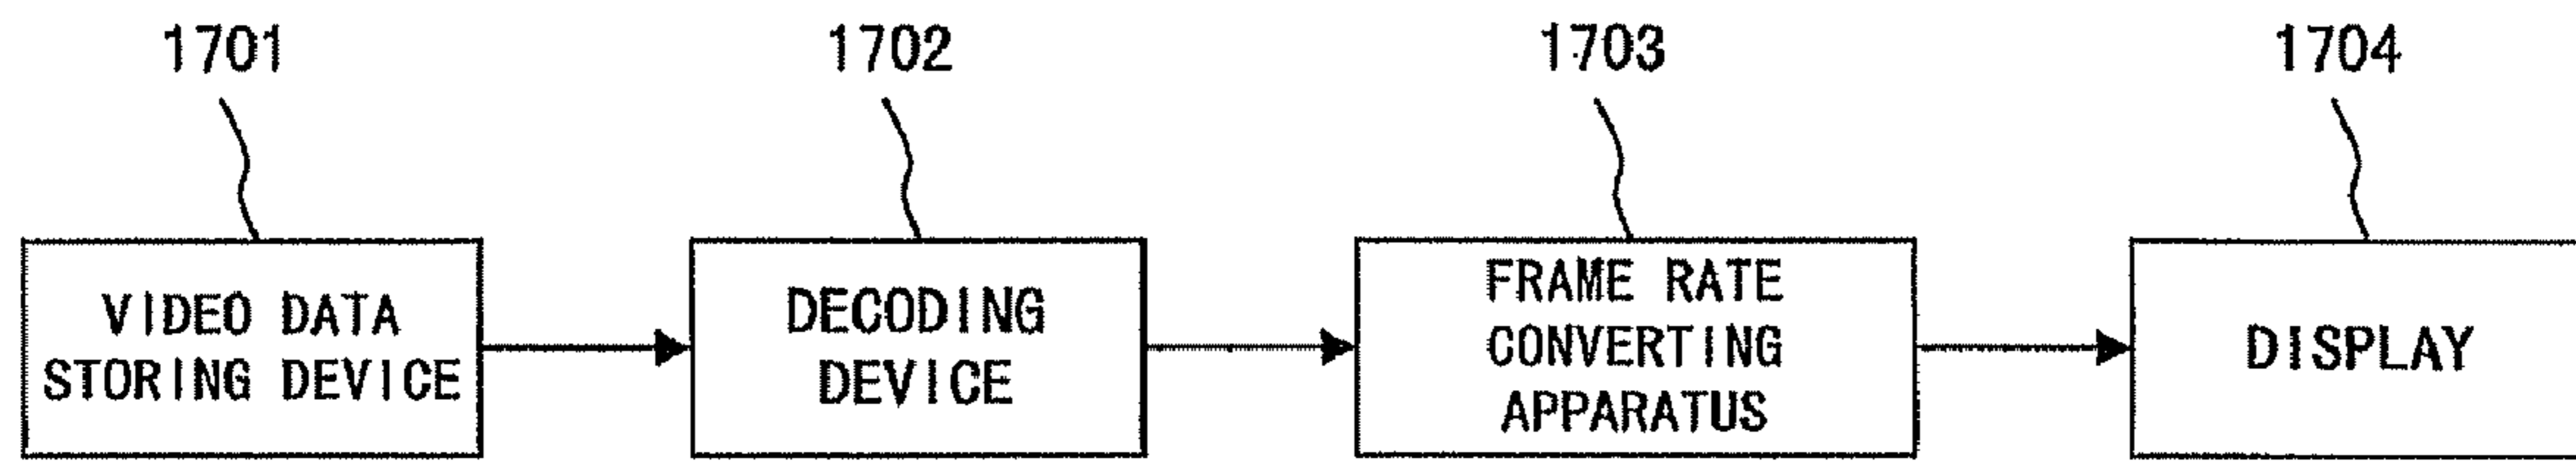 1701
1702
1703
1704
VIDEO DATA
STORING DEVICE
DECODING
DEVICE
FRAME RATE
CONVERTING
APPARATUS
DISPLAY